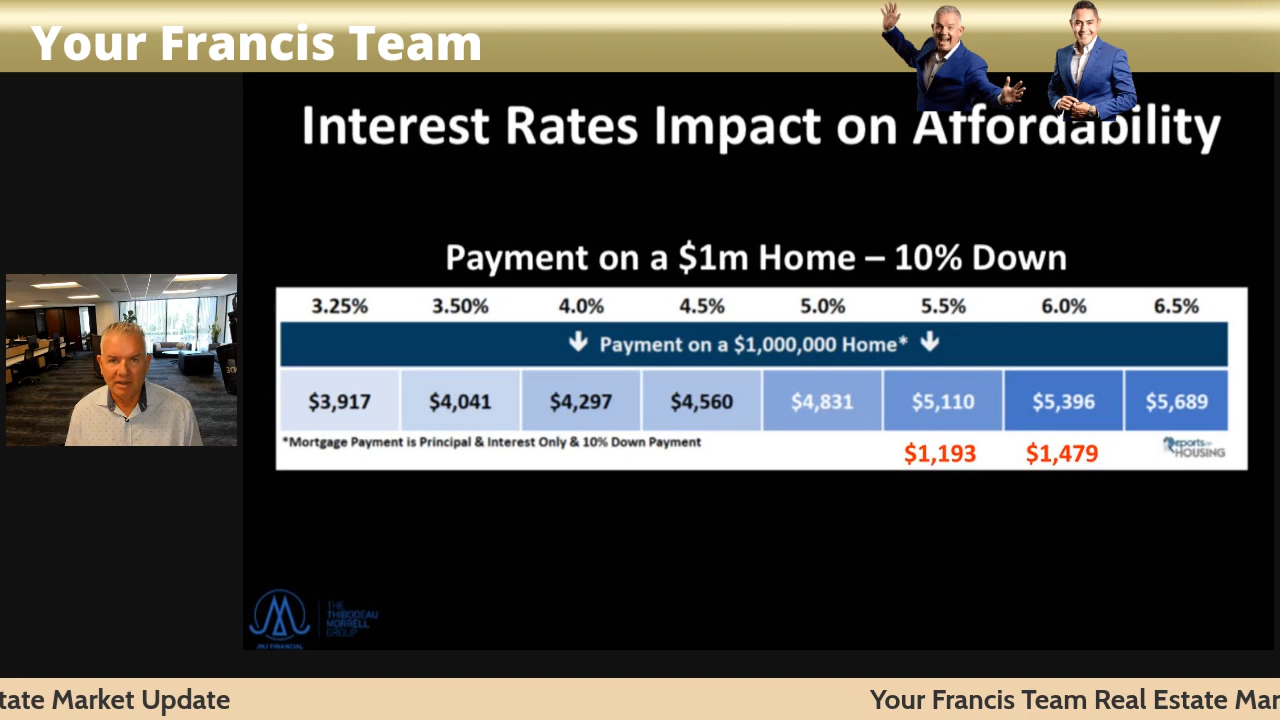 Your Francis Team
Interest Rates Impact on Affordability
Payment on a $1m Home – 10% Down
3.25% 3.50% 4.0% 4.5% 5.0% 5.5% 6.0% 6.5%
Payment on a $1,000,000 Home*
$3,917 $4,041 $4,297 $4,560 $4,831 $5,110 $5,396 $5,689
*Mortgage Payment is Principal & Interest Only & 10% Down Payment
$1,193 $1,479
Reports on
HOUSING
THE
THIBODEAU
MORRELL
GROUP
JMJ FINANCIAL
tate Market Update
Your Francis Team Real Estate Mar